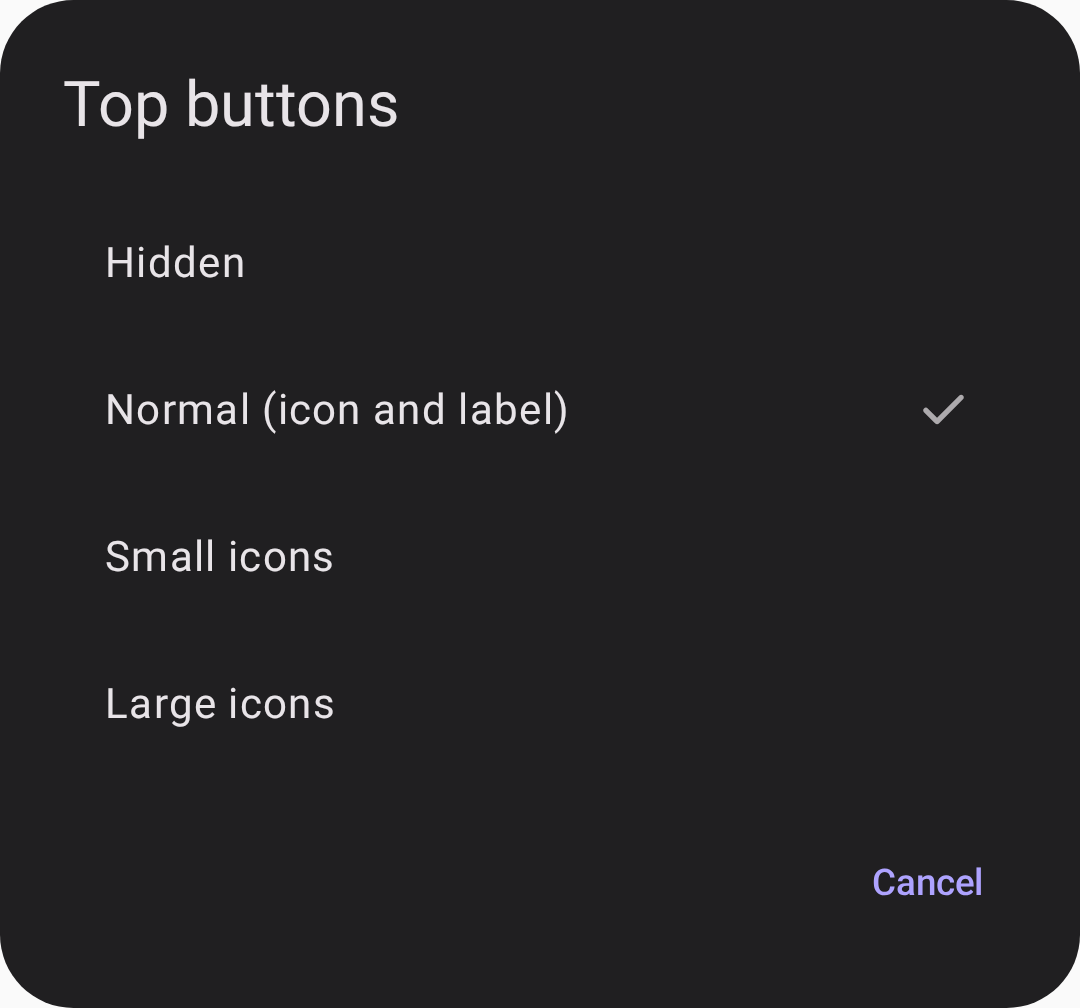 Top buttons
Hidden
Normal (icon and label)
Small icons
Large icons
Cancel